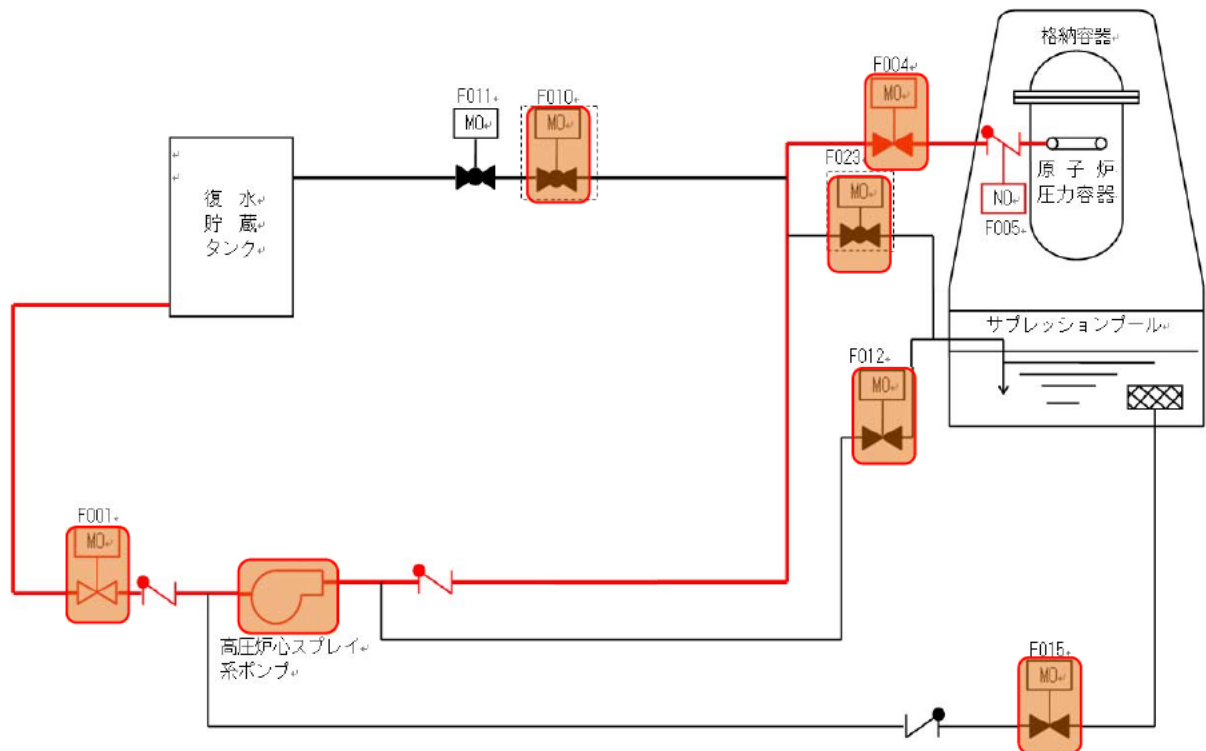 格納容器
F004
MO
F011
MO
F010
MO
F023
MO
原子炉
圧力容器
NO
F005
復水
貯蔵
タンク
サプレッションプール
F012
MO
F001
MO
高圧炉心スプレイ
系ポンプ
F015
MO